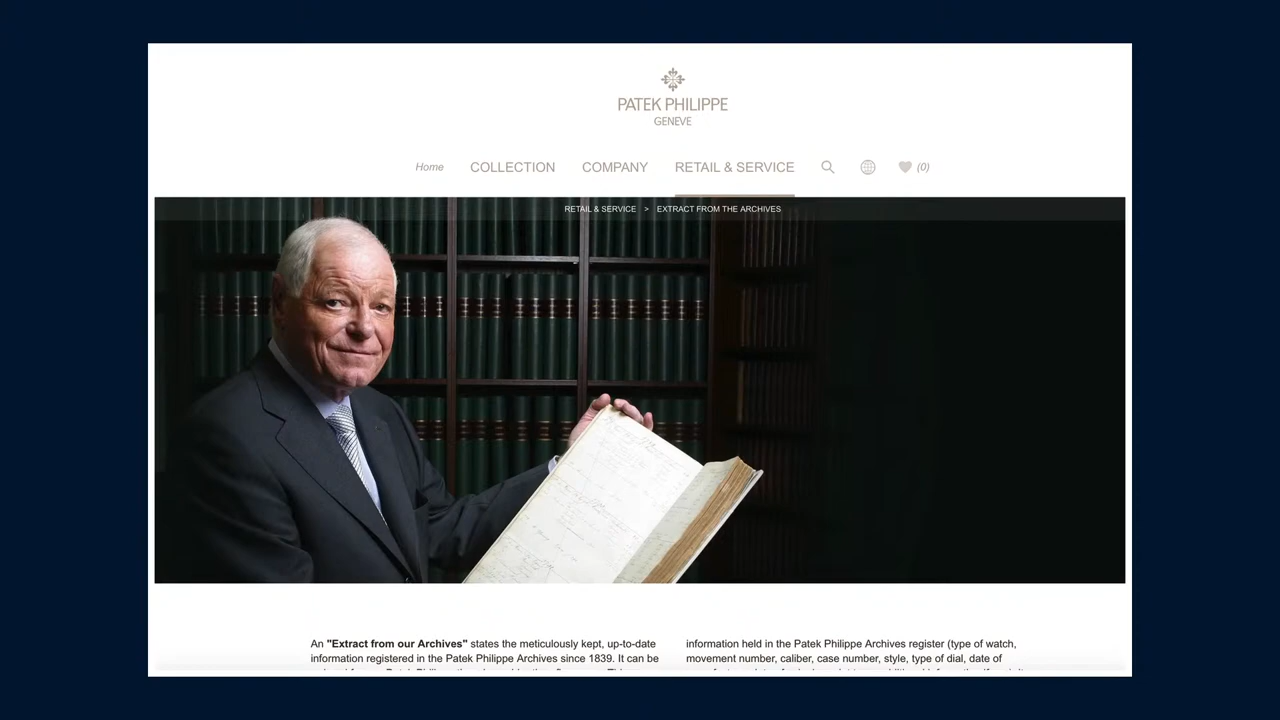 PATEK PHILIPPE
GENEVE
Home COLLECTION COMPANY RETAIL & SERVICE (0)
RETAIL & SERVICE > EXTRACT FROM THE ARCHIVES
An "Extract from our Archives" states the meticulously kept, up-to-date
information registered in the Patek Philippe Archives since 1839. It can be
information held in the Patek Philippe Archives register (type of watch,
movement number, caliber, case number, style, type of dial, date of